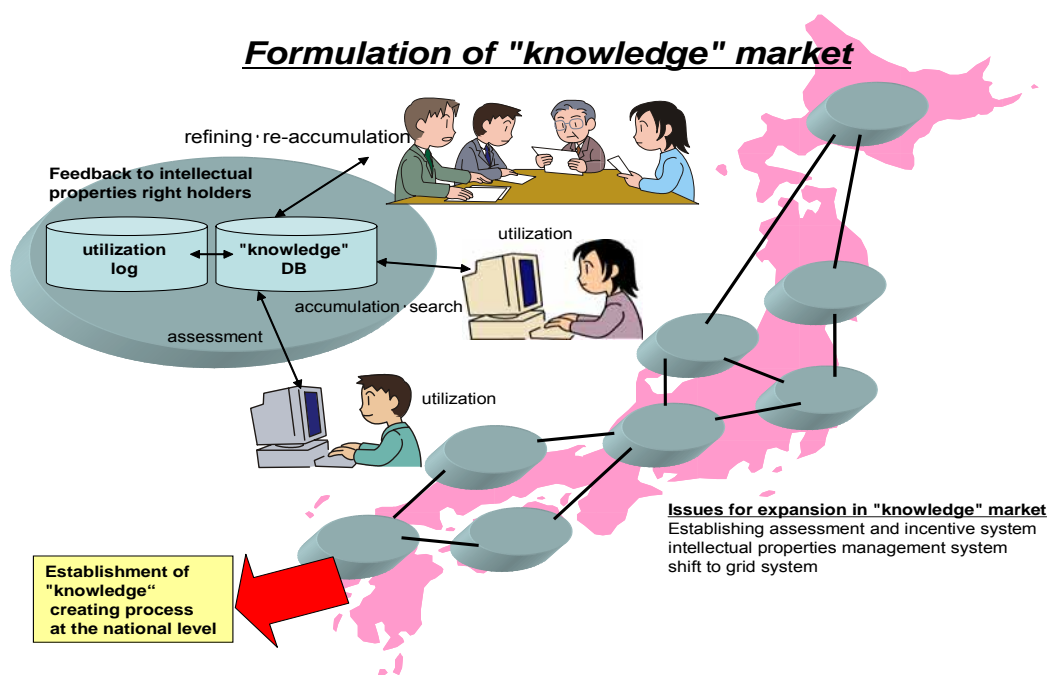 Formulation of "knowledge" market
refining·re-accumulation
Feedback to intellectual
properties right holders
utilization
log
"knowledge"
DB
utilization
accumulation·search
assessment
utilization
Issues for expansion in "knowledge" market
Establishing assessment and incentive system
intellectual properties management system
shift to grid system
Establishment of
"knowledge“
creating process
at the national level